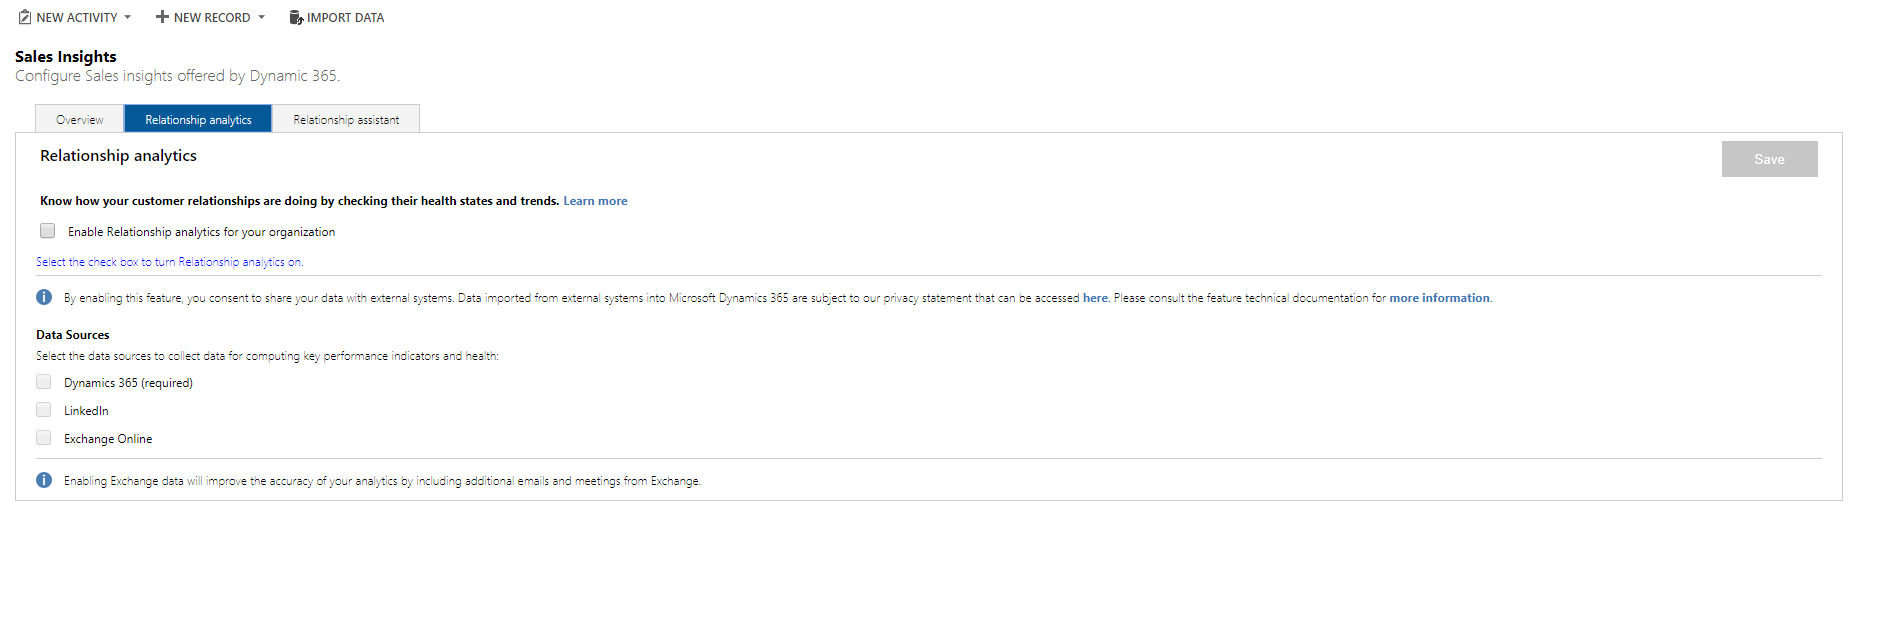 NEW ACTIVITY NEW RECORD IMPORT DATA
Sales Insights
Configure Sales insights offered by Dynamic 365.
Overview Relationship analytics Relationship assistant
Relationship analytics Save
Know how your customer relationships are doing by checking their health states and trends. Learn more
Enable Relationship analytics for your organization
Select the check box to turn Relationship analytics on.
By enabling this feature, you consent to share your data with external systems. Data imported from external systems into Microsoft Dynamics 365 are subject to our privacy statement that can be accessed here. Please consult the feature technical documentation for more information.
Data Sources
Select the data sources to collect data for computing key performance indicators and health:
Dynamics 365 (required)
LinkedIn
Exchange Online
Enabling Exchange data will improve the accuracy of your analytics by including additional emails and meetings from Exchange.